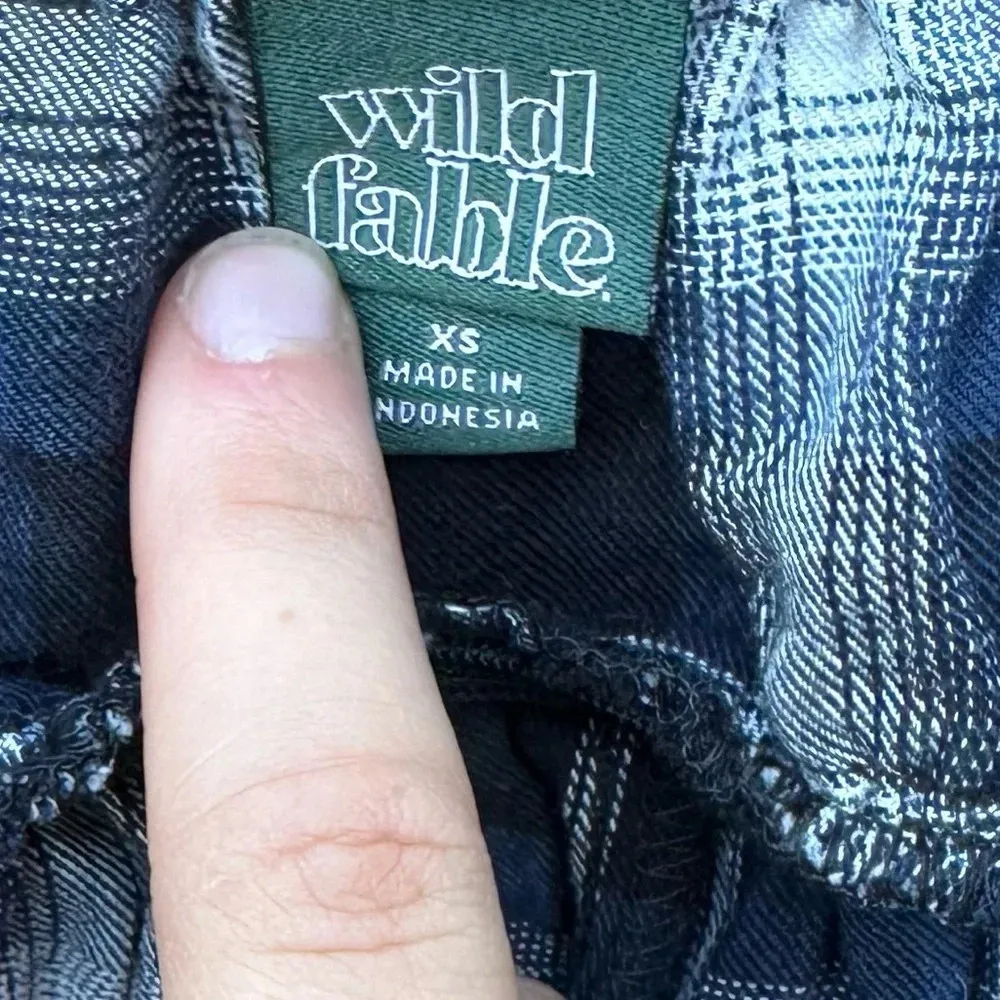 wild
fable.
XS
MADE IN
NDONESIA